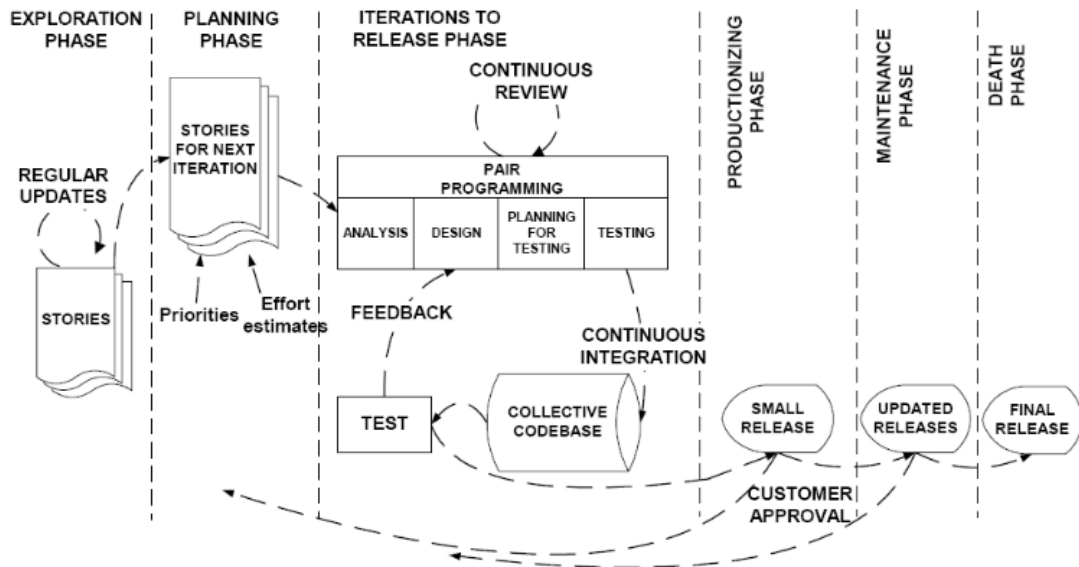 EXPLORATION
PHASE
PLANNING
PHASE
ITERATIONS TO
RELEASE PHASE
PRODUCTIONIZING
PHASE
MAINTENANCE
PHASE
DEATH
PHASE
CONTINUOUS
REVIEW
STORIES
FOR NEXT
ITERATION
REGULAR
UPDATES
PAIR
PROGRAMMING
ANALYSIS
DESIGN
PLANNING
FOR
TESTING
TESTING
STORIES
Priorities
Effort
estimates
FEEDBACK
CONTINUOUS
INTEGRATION
TEST
COLLECTIVE
CODEBASE
SMALL
RELEASE
UPDATED
RELEASES
FINAL
RELEASE
CUSTOMER
APPROVAL